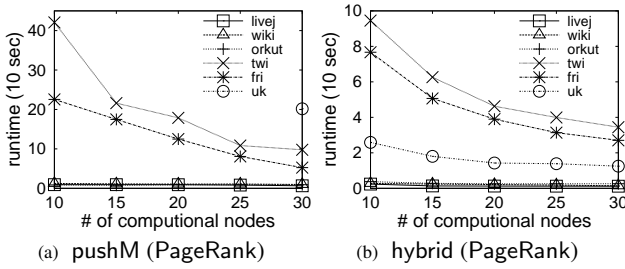 runtime (10 sec)
40
30
20
10
0
10 15 20 25 30
# of computional nodes
livej
wiki
orkut
twi
fri
uk
(a) pushM (PageRank)
runtime (10 sec)
10
8
6
4
2
0
10 15 20 25 30
# of computional nodes
livej
wiki
orkut
twi
fri
uk
(b) hybrid (PageRank)